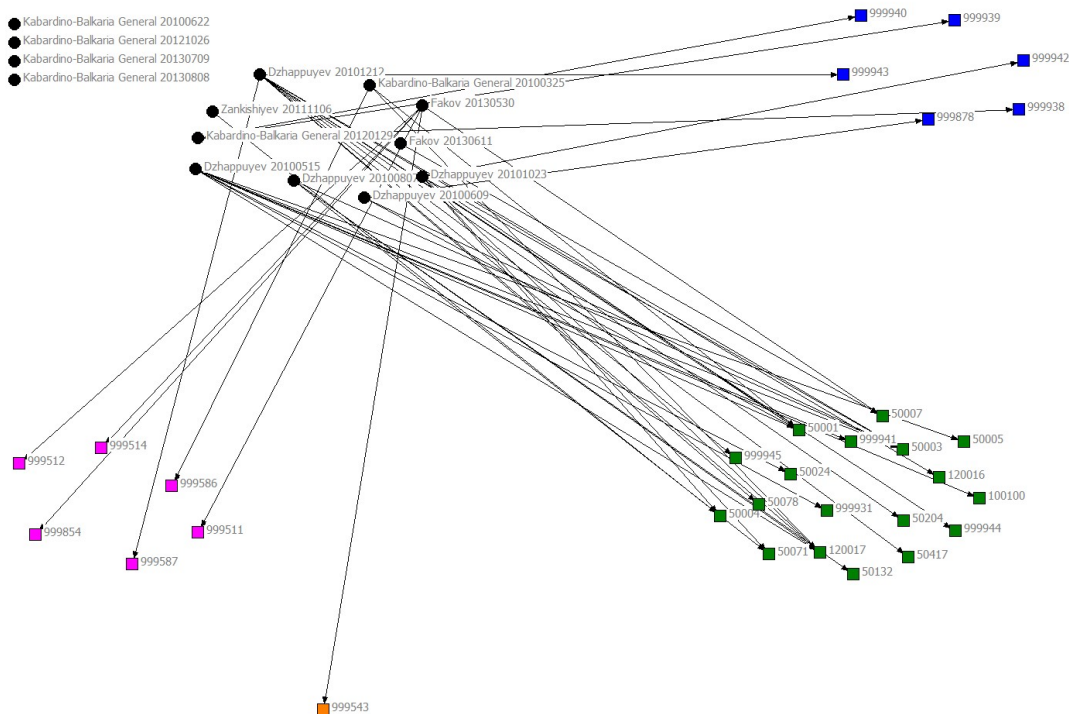 Kabardino-Balkaria General 20100622
Kabardino-Balkaria General 20121026
Kabardino-Balkaria General 20130709
Kabardino-Balkaria General 20130808
999940
999939
999942
999943
Dzhappuyev 20101217
Kabardino-Balkaria General 20100325
Fakov 20130530
Zankishiyev 20111106
999938
999878
Kabardino-Balkaria General 20120129
Fakov 20130611
Dzhappuyev 20100515
Dzhappuyev 20100807
Dzhappuyev 20101023
Dzhappuyev 20100609
50007
50001
999941
50003
50005
999514
999512
999945
50024
120016
999586
100100
50078
999931
50004
50204
999944
999854
999511
50071
120017
50417
999587
50132
999543